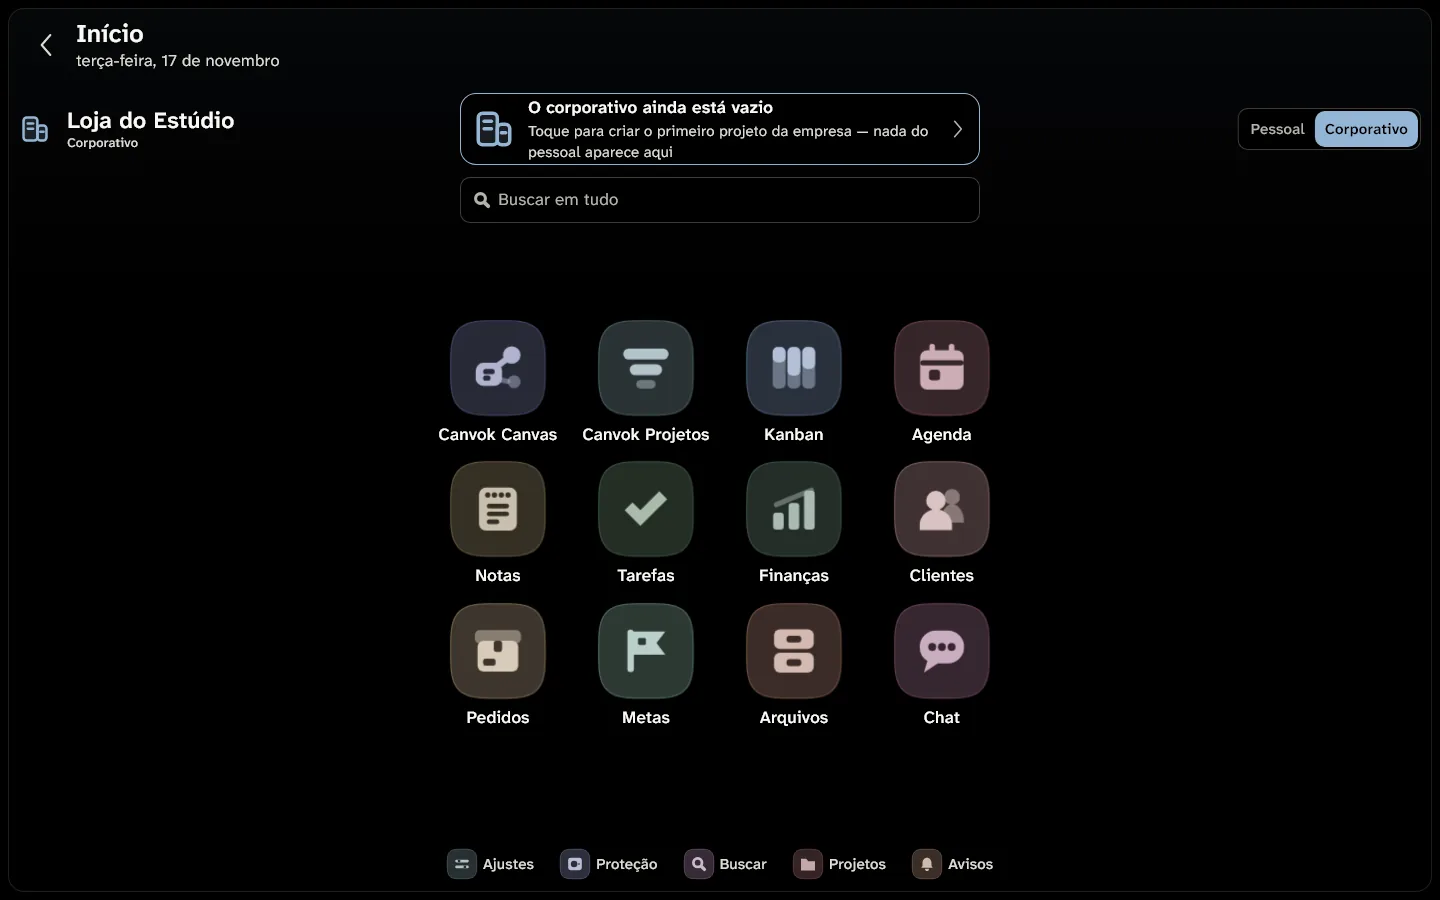 Início
terça-feira, 17 de novembro
Loja do Estúdio
Corporativo
O corporativo ainda está vazio
Toque para criar o primeiro projeto da empresa — nada do
pessoal aparece aqui
Pessoal
Corporativo
Buscar em tudo
Canvok Canvas
Canvok Projetos
Kanban
Agenda
Notas
Tarefas
Finanças
Clientes
Pedidos
Metas
Arquivos
Chat
Ajustes
Proteção
Buscar
Projetos
Avisos